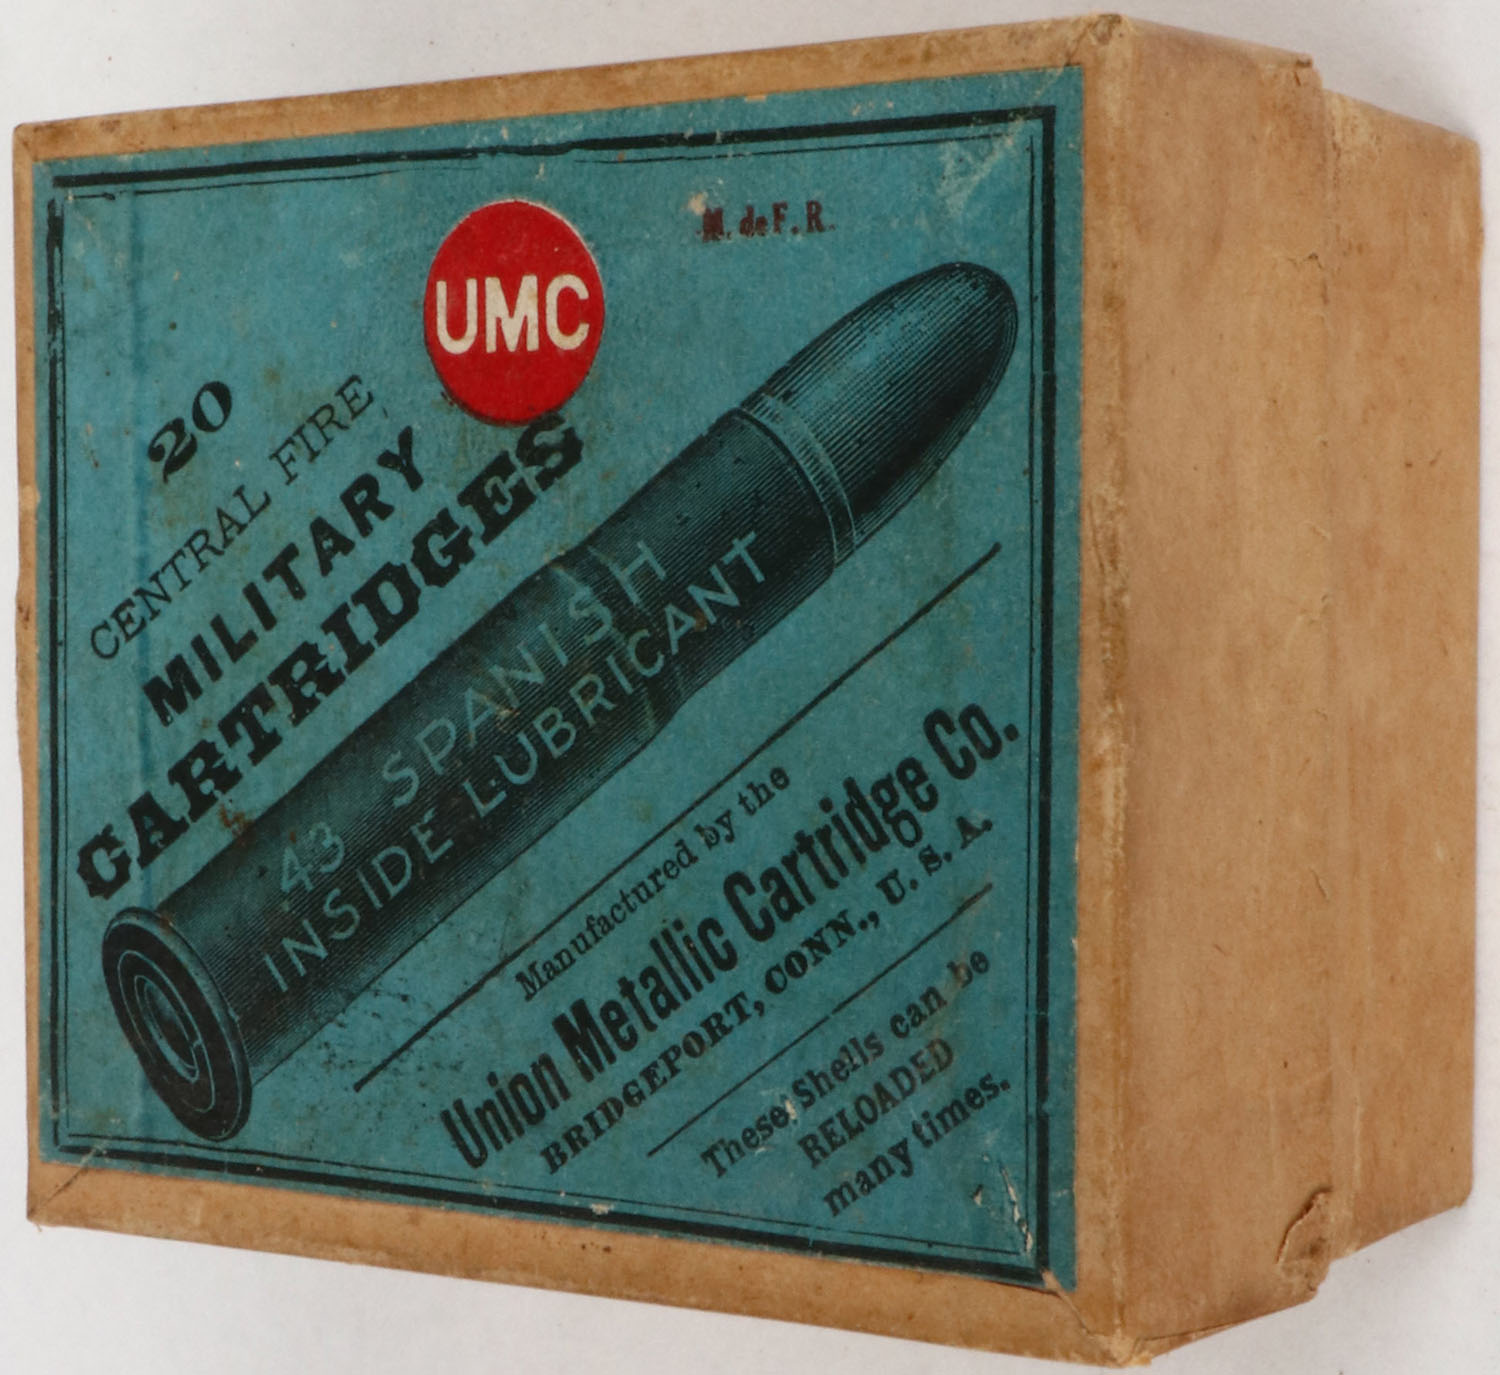 UMC
M. de F. R.
20
CENTRAL FIRE
MILITARY
CARTRIDGES
.43 SPANISH
INSIDE LUBRICANT
Manufactured by the
Union Metallic Cartridge Co.
BRIDGEPORT, CONN., U. S. A.
These Shells can be
RELOADED
many times.